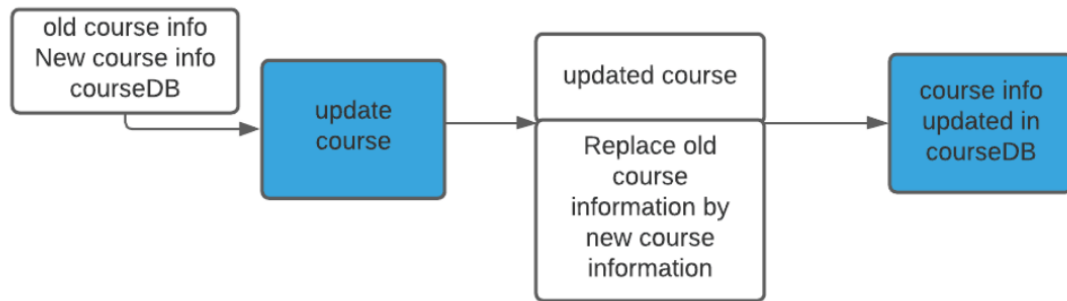 old course info
New course info
courseDB
update
course
updated course
Replace old
course
information by
new course
information
course info
updated in
courseDB